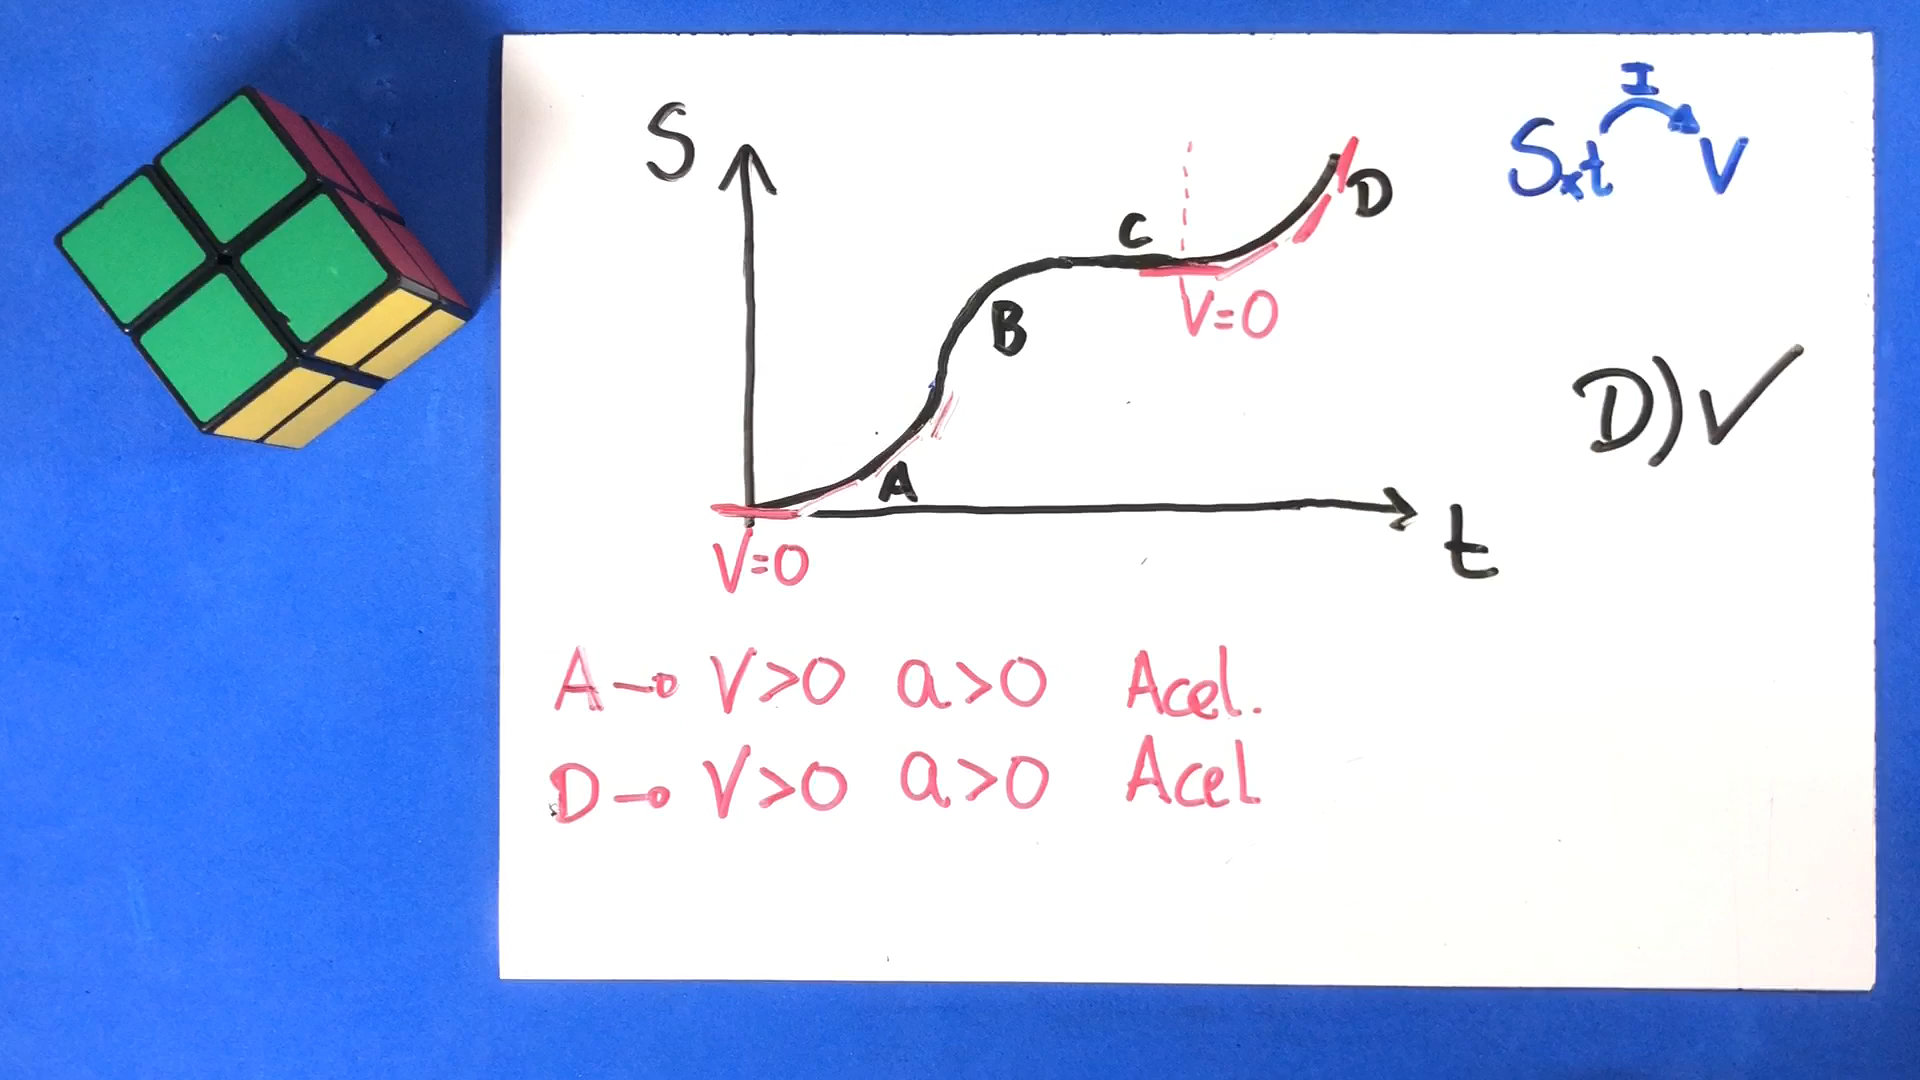 S
I
Sxt V
C
D
V=0
B
D) ✓
A
t
V=0
A → V>0 a>0 Acel.
D → V>0 a>0 Acel